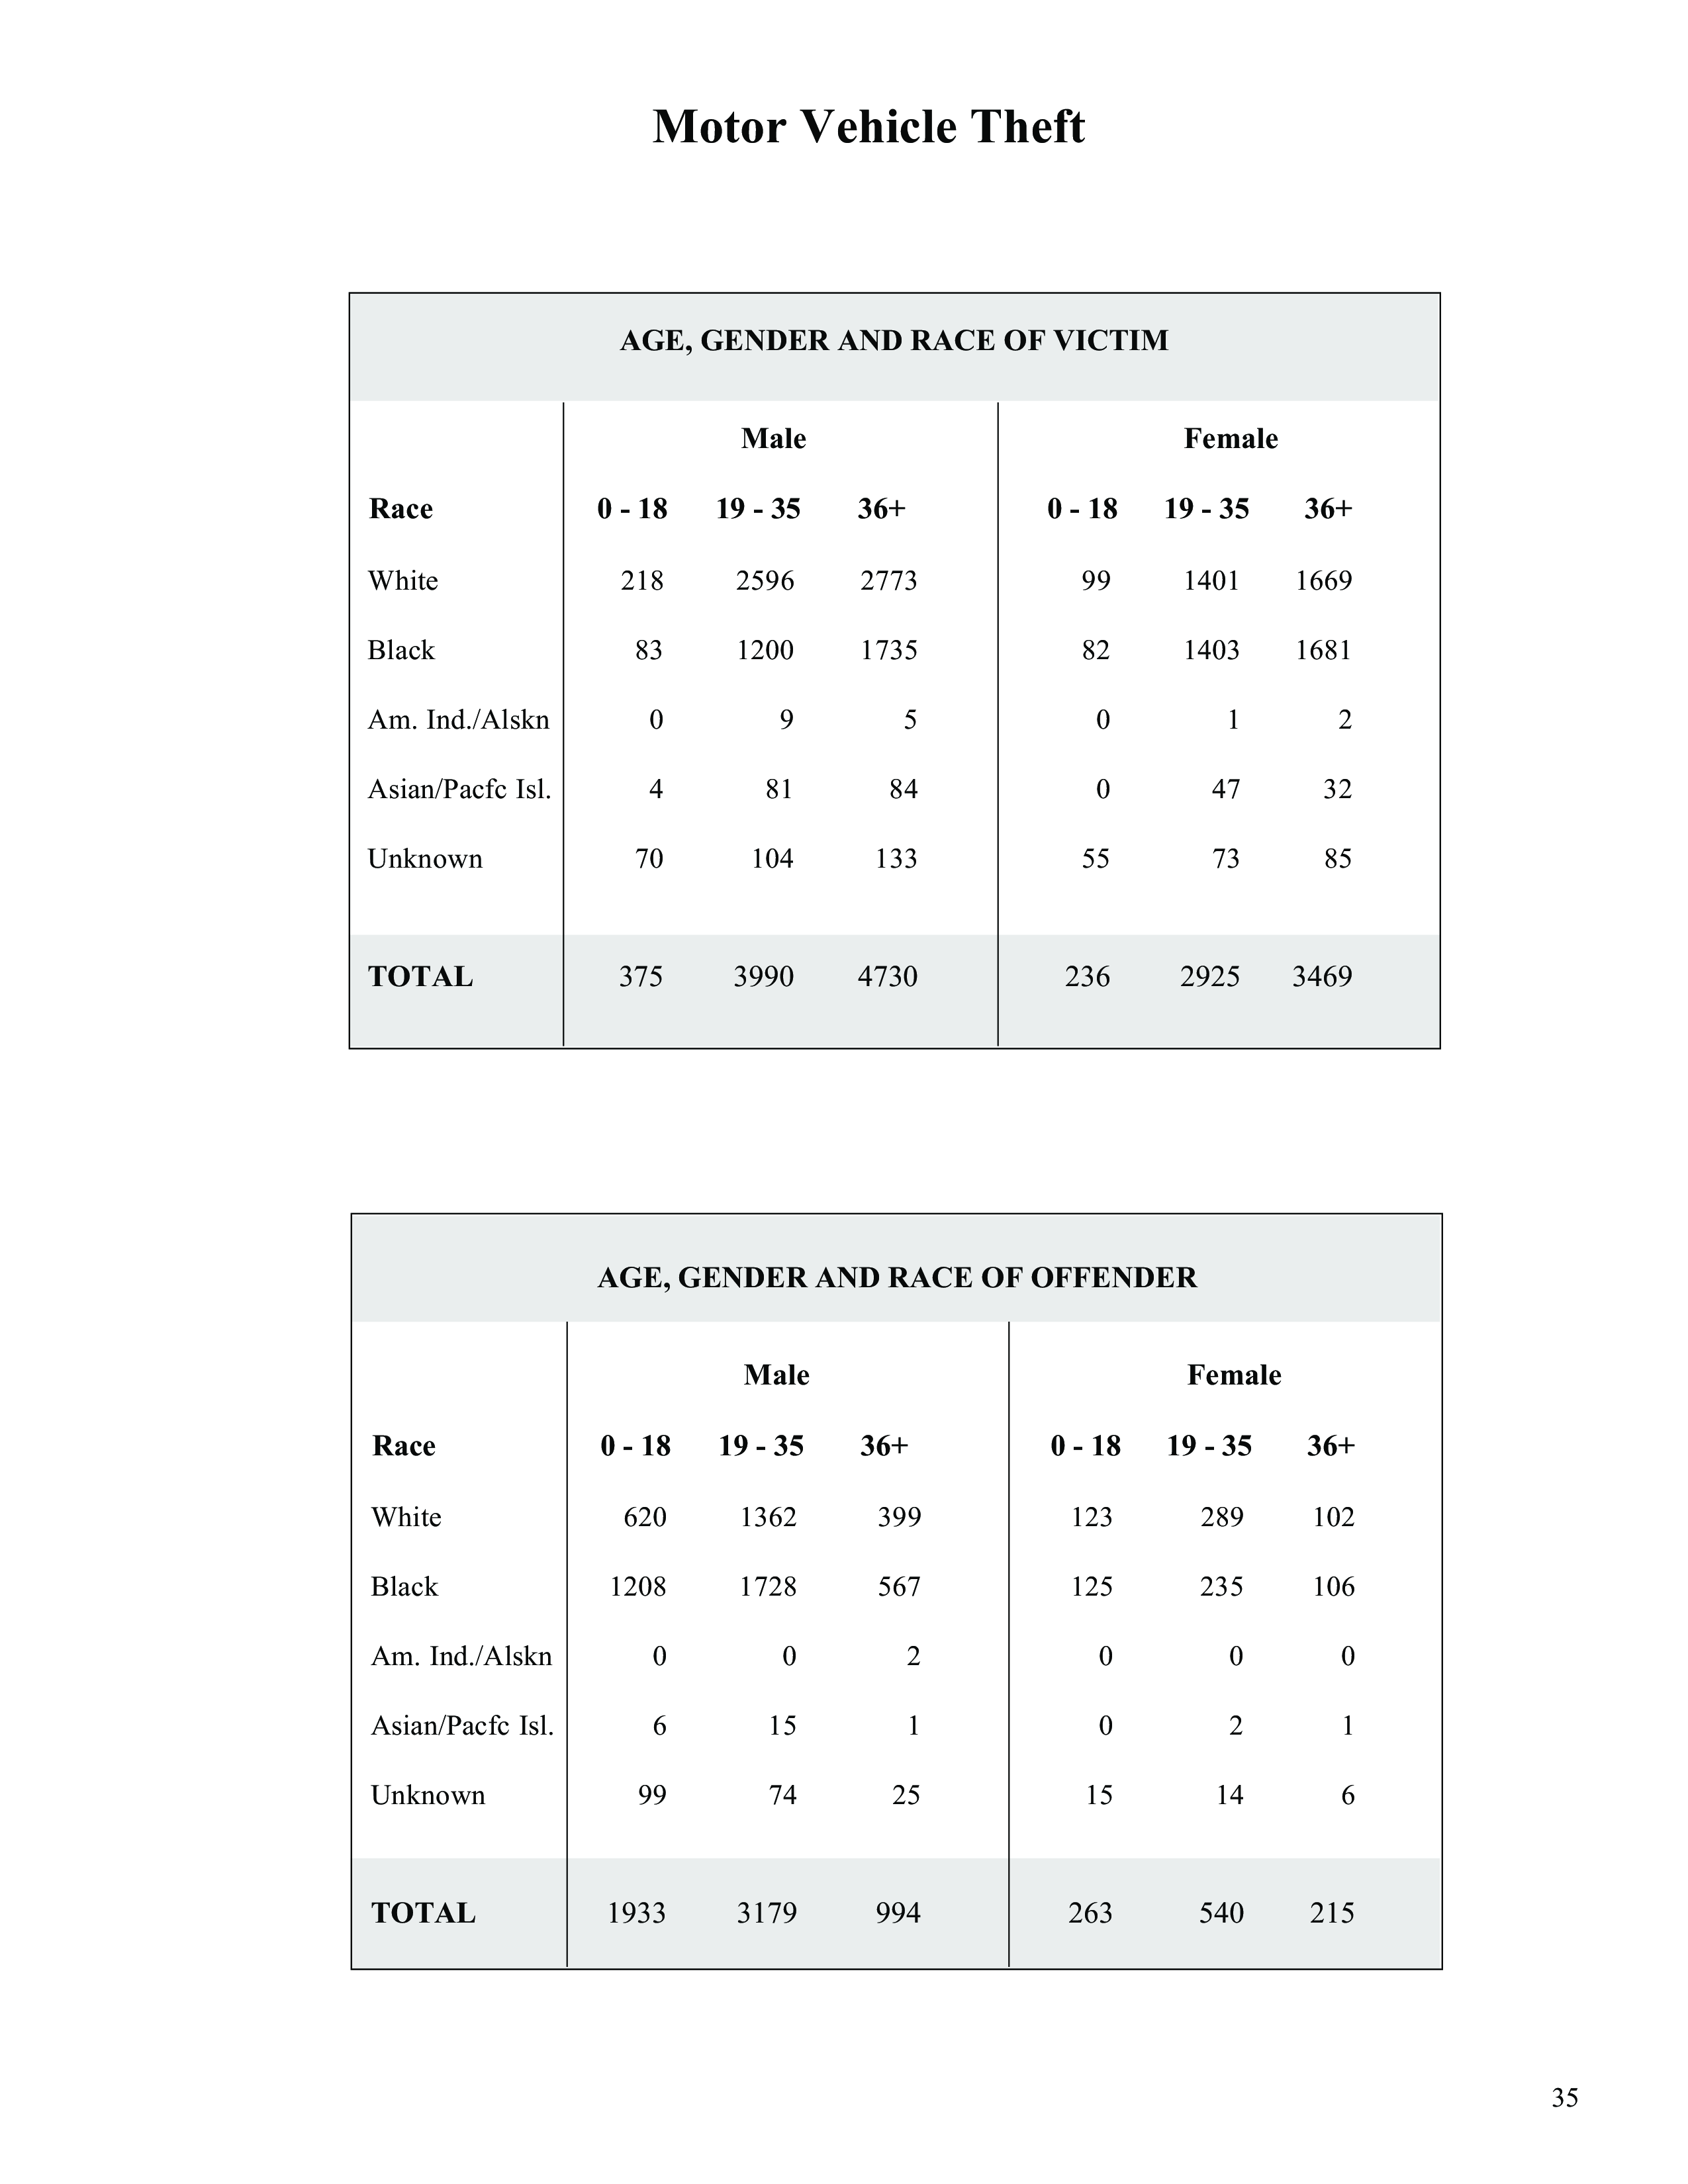 Motor Vehicle Theft
AGE, GENDER AND RACE OF VICTIM
Male Female
Race 0 - 18 19 - 35 36+ 0 - 18 19 - 35 36+
White 218 2596 2773 99 1401 1669
Black 83 1200 1735 82 1403 1681
Am. Ind./Alskn 0 9 5 0 1 2
Asian/Pacfc Isl. 4 81 84 0 47 32
Unknown 70 104 133 55 73 85
TOTAL 375 3990 4730 236 2925 3469
AGE, GENDER AND RACE OF OFFENDER
Male Female
Race 0 - 18 19 - 35 36+ 0 - 18 19 - 35 36+
White 620 1362 399 123 289 102
Black 1208 1728 567 125 235 106
Am. Ind./Alskn 0 0 2 0 0 0
Asian/Pacfc Isl. 6 15 1 0 2 1
Unknown 99 74 25 15 14 6
TOTAL 1933 3179 994 263 540 215
35